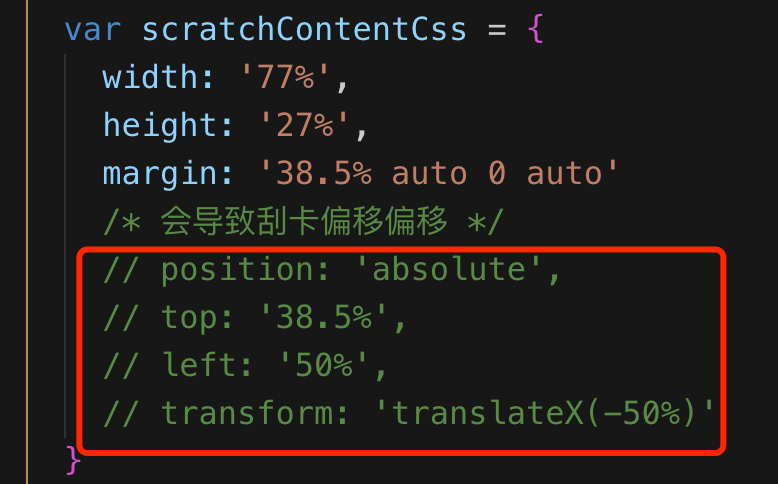 var scratchContentCss = {
width: '77%',
height: '27%',
margin: '38.5% auto 0 auto'
/* 会导致刮卡偏移偏移 */
// position: 'absolute',
// top: '38.5%',
// left: '50%',
// transform: 'translateX(-50%)'
}